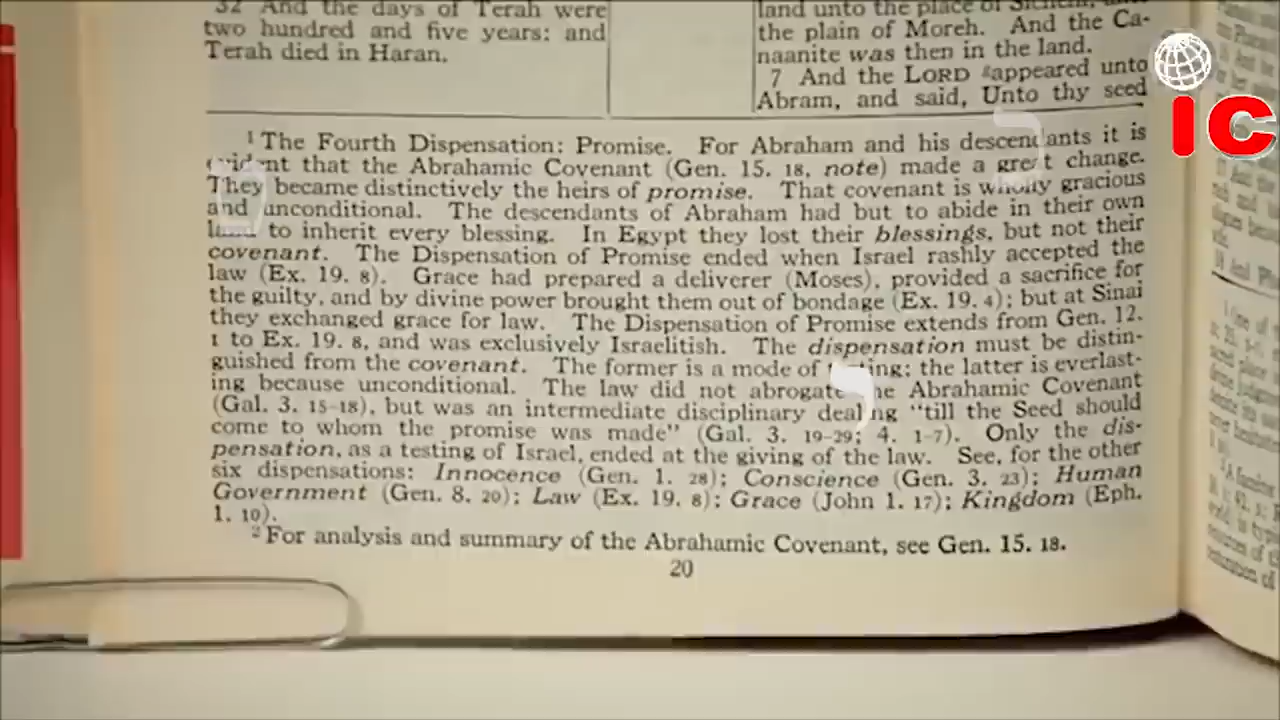 32 And the days of Terah were
two hundred and five years: and
Terah died in Haran.
land unto the place of Sichem, unto
the plain of Moreh. And the Ca-
naanite was then in the land.
7 And the LORD appeared unto
Abram, and said, Unto thy seed
1 The Fourth Dispensation: Promise. For Abraham and his descendants it is
evident that the Abrahamic Covenant (Gen. 15. 18, note) made a great change.
They became distinctively the heirs of promise. That covenant is wholly gracious
and unconditional. The descendants of Abraham had but to abide in their own
land to inherit every blessing. In Egypt they lost their blessings, but not their
covenant. The Dispensation of Promise ended when Israel rashly accepted the
law (Ex. 19. 8). Grace had prepared a deliverer (Moses), provided a sacrifice for
the guilty, and by divine power brought them out of bondage (Ex. 19. 4); but at Sinai
they exchanged grace for law. The Dispensation of Promise extends from Gen. 12.
1 to Ex. 19. 8, and was exclusively Israelitish. The dispensation must be distin-
guished from the covenant. The former is a mode of testing; the latter is everlast-
ing because unconditional. The law did not abrogate the Abrahamic Covenant
(Gal. 3. 15-18), but was an intermediate disciplinary dealing "till the Seed should
come to whom the promise was made" (Gal. 3. 19-29; 4. 1-7). Only the dis-
pensation, as a testing of Israel, ended at the giving of the law. See, for the other
six dispensations: Innocence (Gen. 1. 28); Conscience (Gen. 3. 23); Human
Government (Gen. 8. 20); Law (Ex. 19. 8); Grace (John 1. 17); Kingdom (Eph.
1. 10).
2 For analysis and summary of the Abrahamic Covenant, see Gen. 15. 18.
20
IC